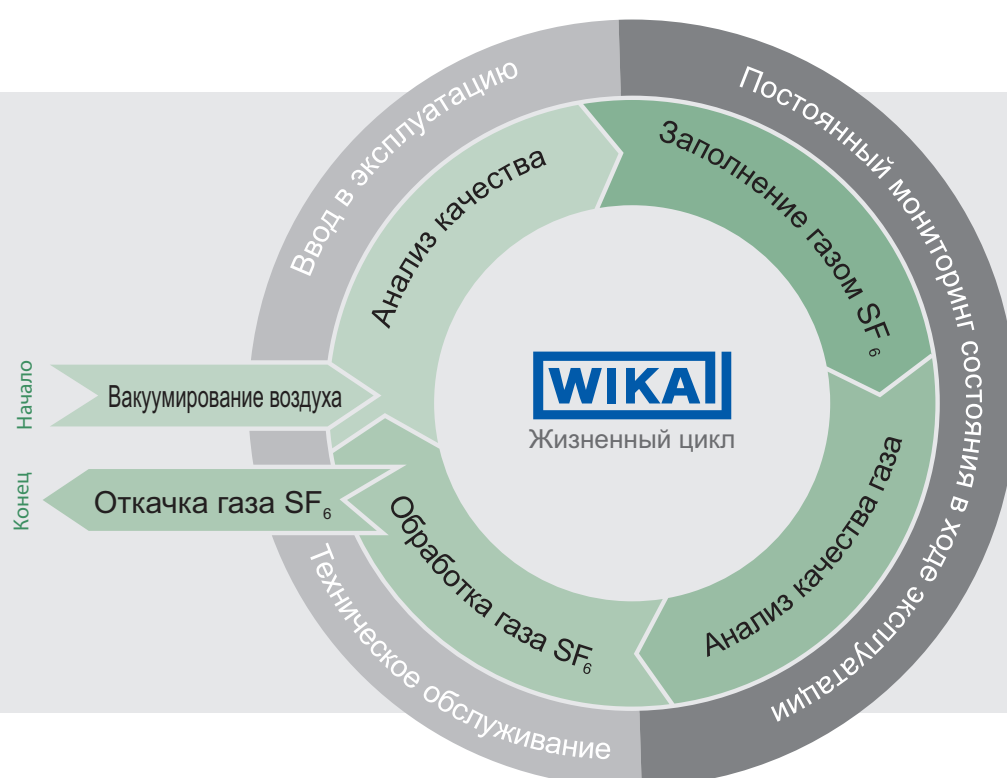 Ввод в эксплуатацию
Постоянный мониторинг состояния в ходе эксплуатации
Техническое обслуживание
Начало
Вакуумирование воздуха
Анализ качества
Заполнение газом SF₆
Анализ качества газа
Обработка газа SF₆
Откачка газа SF₆
Конец
WIKA
Жизненный цикл